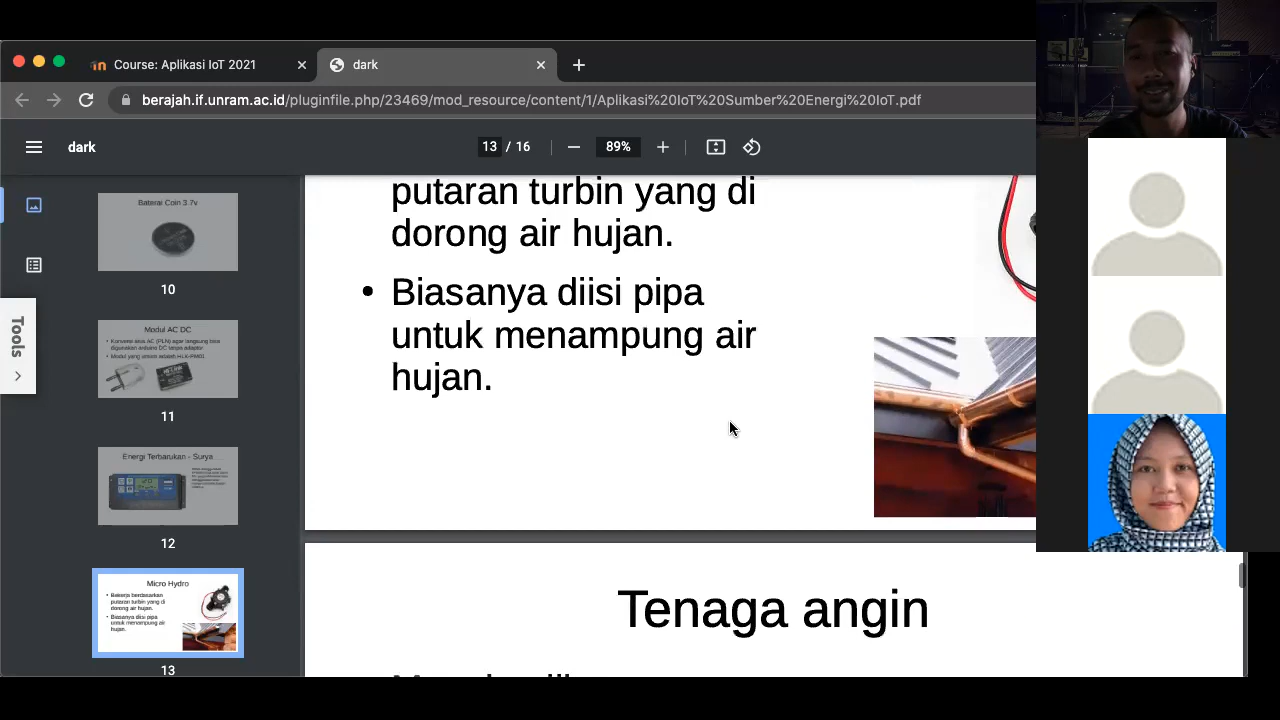 Course: Aplikasi IoT 2021
dark
berajah.if.unram.ac.id/pluginfile.php/23469/mod_resource/content/1/Aplikasi%20IoT%20Sumber%20Energi%20IoT.pdf
dark
13 / 16
89%
Tools
Baterai Coin 3.7v
10
Modul AC DC
11
Energi Terbarukan - Surya
12
Micro Hydro
Bekerja berdasarkan
putaran turbin yang di
dorong air hujan.
Biasanya diisi pipa
untuk menampung air
hujan.
13
putaran turbin yang di
dorong air hujan.
• Biasanya diisi pipa
untuk menampung air
hujan.
Tenaga angin